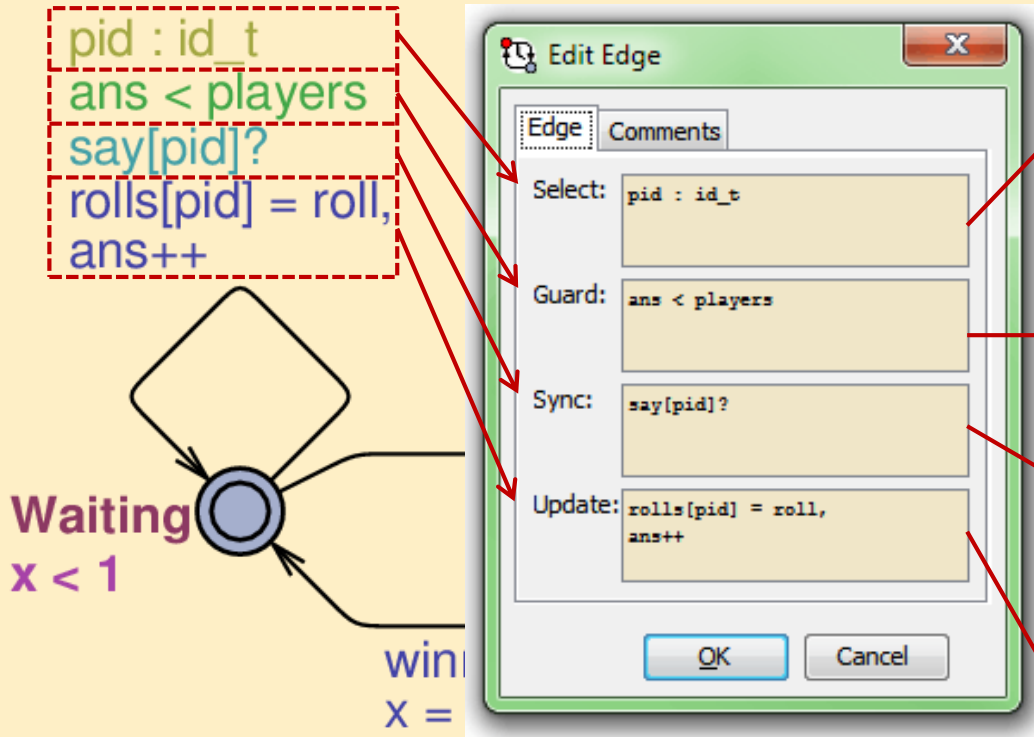 pid : id_t
ans < players
say[pid]?
rolls[pid] = roll,
ans++
Waiting
x < 1
x =
Edit Edge
Edge Comments
Select: pid : id_t
Guard: ans < players
Sync: say[pid]?
Update: rolls[pid] = roll,
ans++
OK Cancel